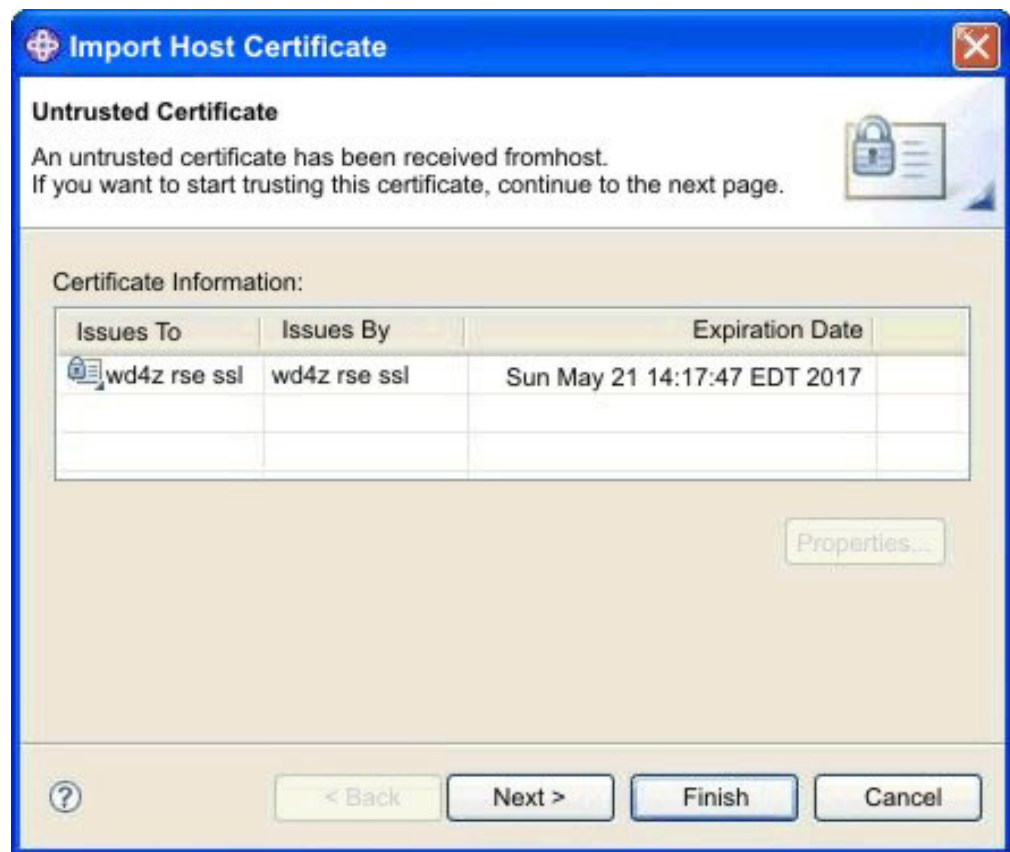 Import Host Certificate
Untrusted Certificate
An untrusted certificate has been received fromhost.
If you want to start trusting this certificate, continue to the next page.
Certificate Information:
Issues To Issues By Expiration Date
wd4z rse ssl wd4z rse ssl Sun May 21 14:17:47 EDT 2017
Properties...
? < Back Next > Finish Cancel